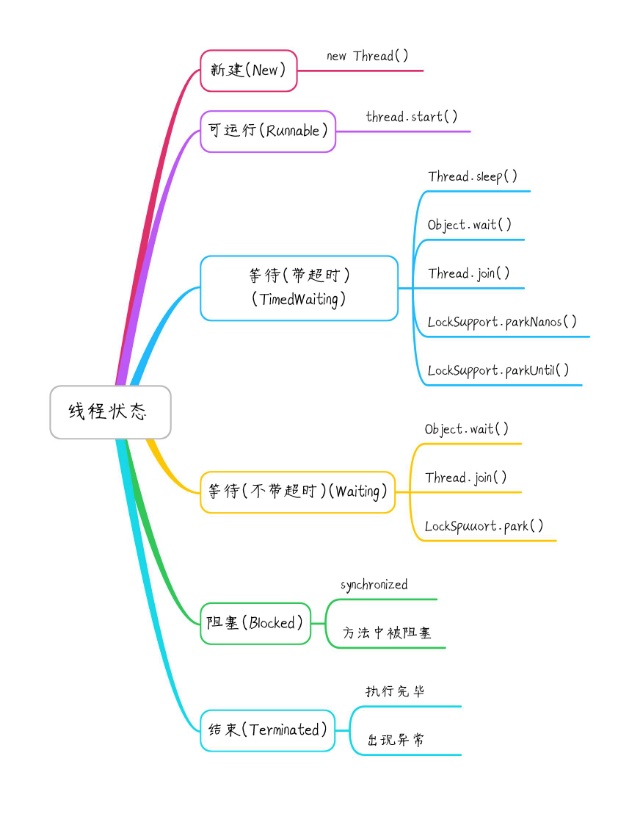 新建(New)
new Thread()
可运行(Runnable)
thread.start()
等待(带超时)
(TimedWaiting)
Thread.sleep()
Object.wait()
Thread.join()
LockSupport.parkNanos()
LockSupport.parkUntil()
线程状态
等待(不带超时)(Waiting)
Object.wait()
Thread.join()
LockSpuuort.park()
阻塞(Blocked)
synchronized
方法中被阻塞
结束(Terminated)
执行完毕
出现异常